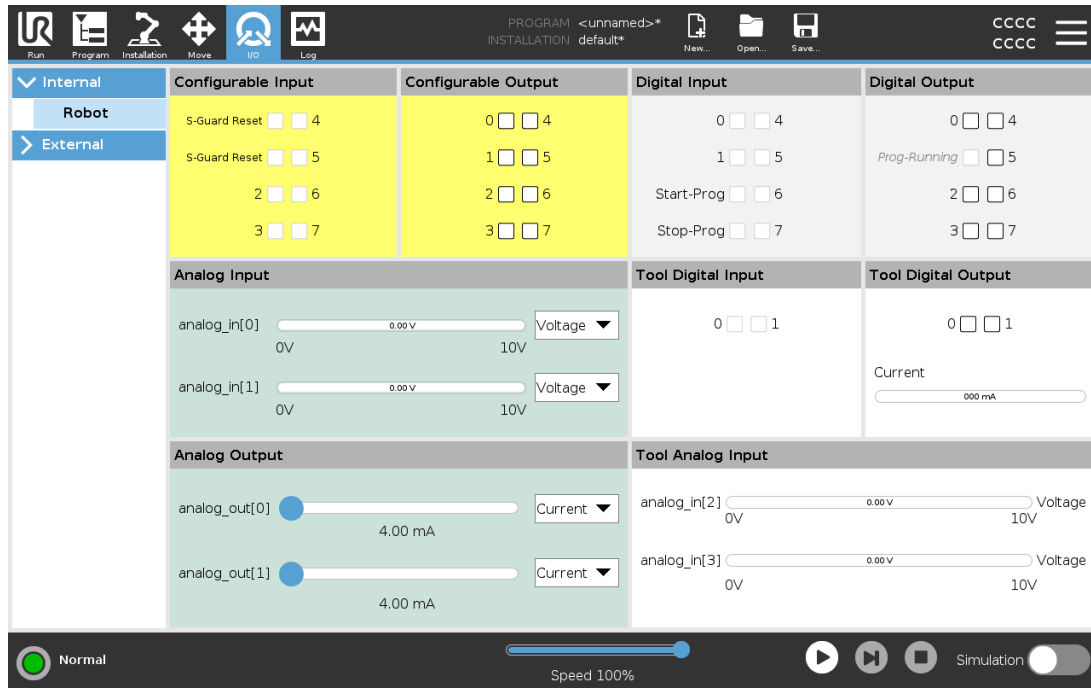 PROGRAM <unnamed>*
INSTALLATION default*
CCCC
CCCC
Run Program Installation Move I/O Log New... Open... Save...
Internal
Robot
External
Configurable Input
S-Guard Reset 4
S-Guard Reset 5
2 6
3 7
Configurable Output
0 4
1 5
2 6
3 7
Digital Input
0 4
1 5
Start-Prog 6
Stop-Prog 7
Digital Output
0 4
Prog-Running 5
2 6
3 7
Analog Input
analog_in[0] 0.00 V Voltage
0V 10V
analog_in[1] 0.00 V Voltage
0V 10V
Tool Digital Input
0 1
Tool Digital Output
0 1
Current
000 mA
Analog Output
analog_out[0] Current
4.00 mA
analog_out[1] Current
4.00 mA
Tool Analog Input
analog_in[2] 0.00 V Voltage
0V 10V
analog_in[3] 0.00 V Voltage
0V 10V
Normal
Speed 100%
Simulation